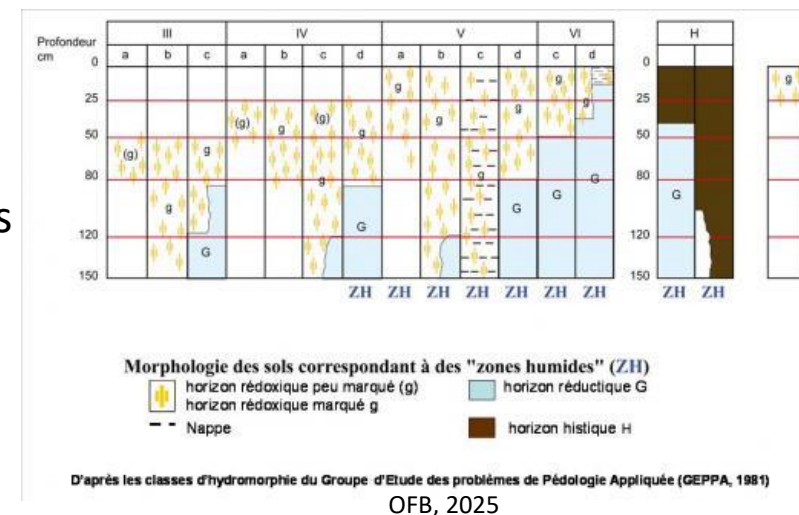 III IV V VI H
Profondeur
cm
a b c a b c d a b c d c d
0 0
25 25
50 50
80 80
120 120
150 150
(g) g g G (g) g (g) g g G g g g g G g G g G G g
s
ZH ZH ZH ZH ZH ZH ZH ZH ZH
Morphologie des sols correspondant à des "zones humides" (ZH)
horizon rédoxique peu marqué (g)
horizon rédoxique marqué g
Nappe
horizon réductique G
horizon histique H
D'après les classes d'hydromorphie du Groupe d'Etude des problèmes de Pédologie Appliquée (GEPPA, 1981)
OFB, 2025